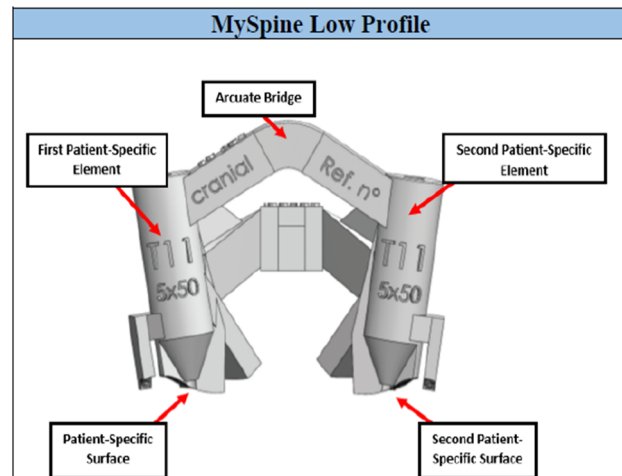 MySpine Low Profile
Arcuate Bridge
First Patient-Specific
Element
Second Patient-Specific
Element
cranial
Ref. n°
T11
5x50
T11
5x50
Patient-Specific
Surface
Second Patient-
Specific Surface